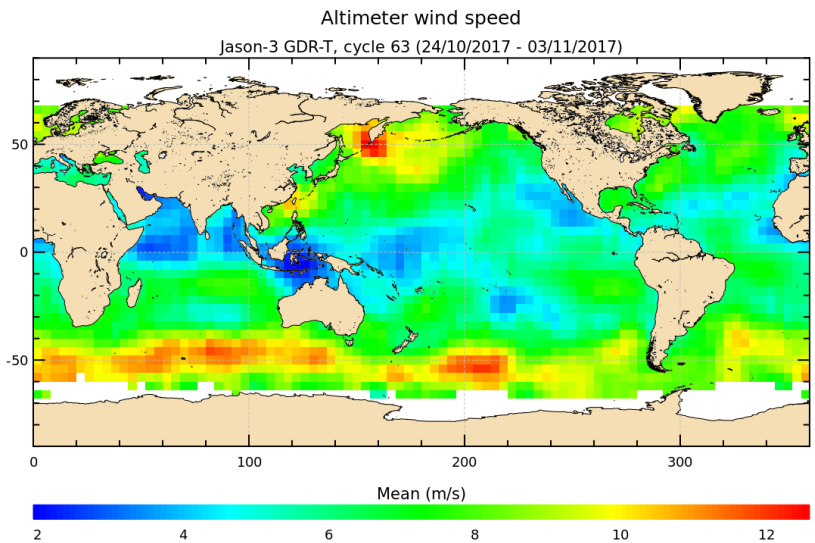 Altimeter wind speed
Jason-3 GDR-T, cycle 63 (24/10/2017 - 03/11/2017)
50
0
-50
0 100 200 300
Mean (m/s)
2 4 6 8 10 12